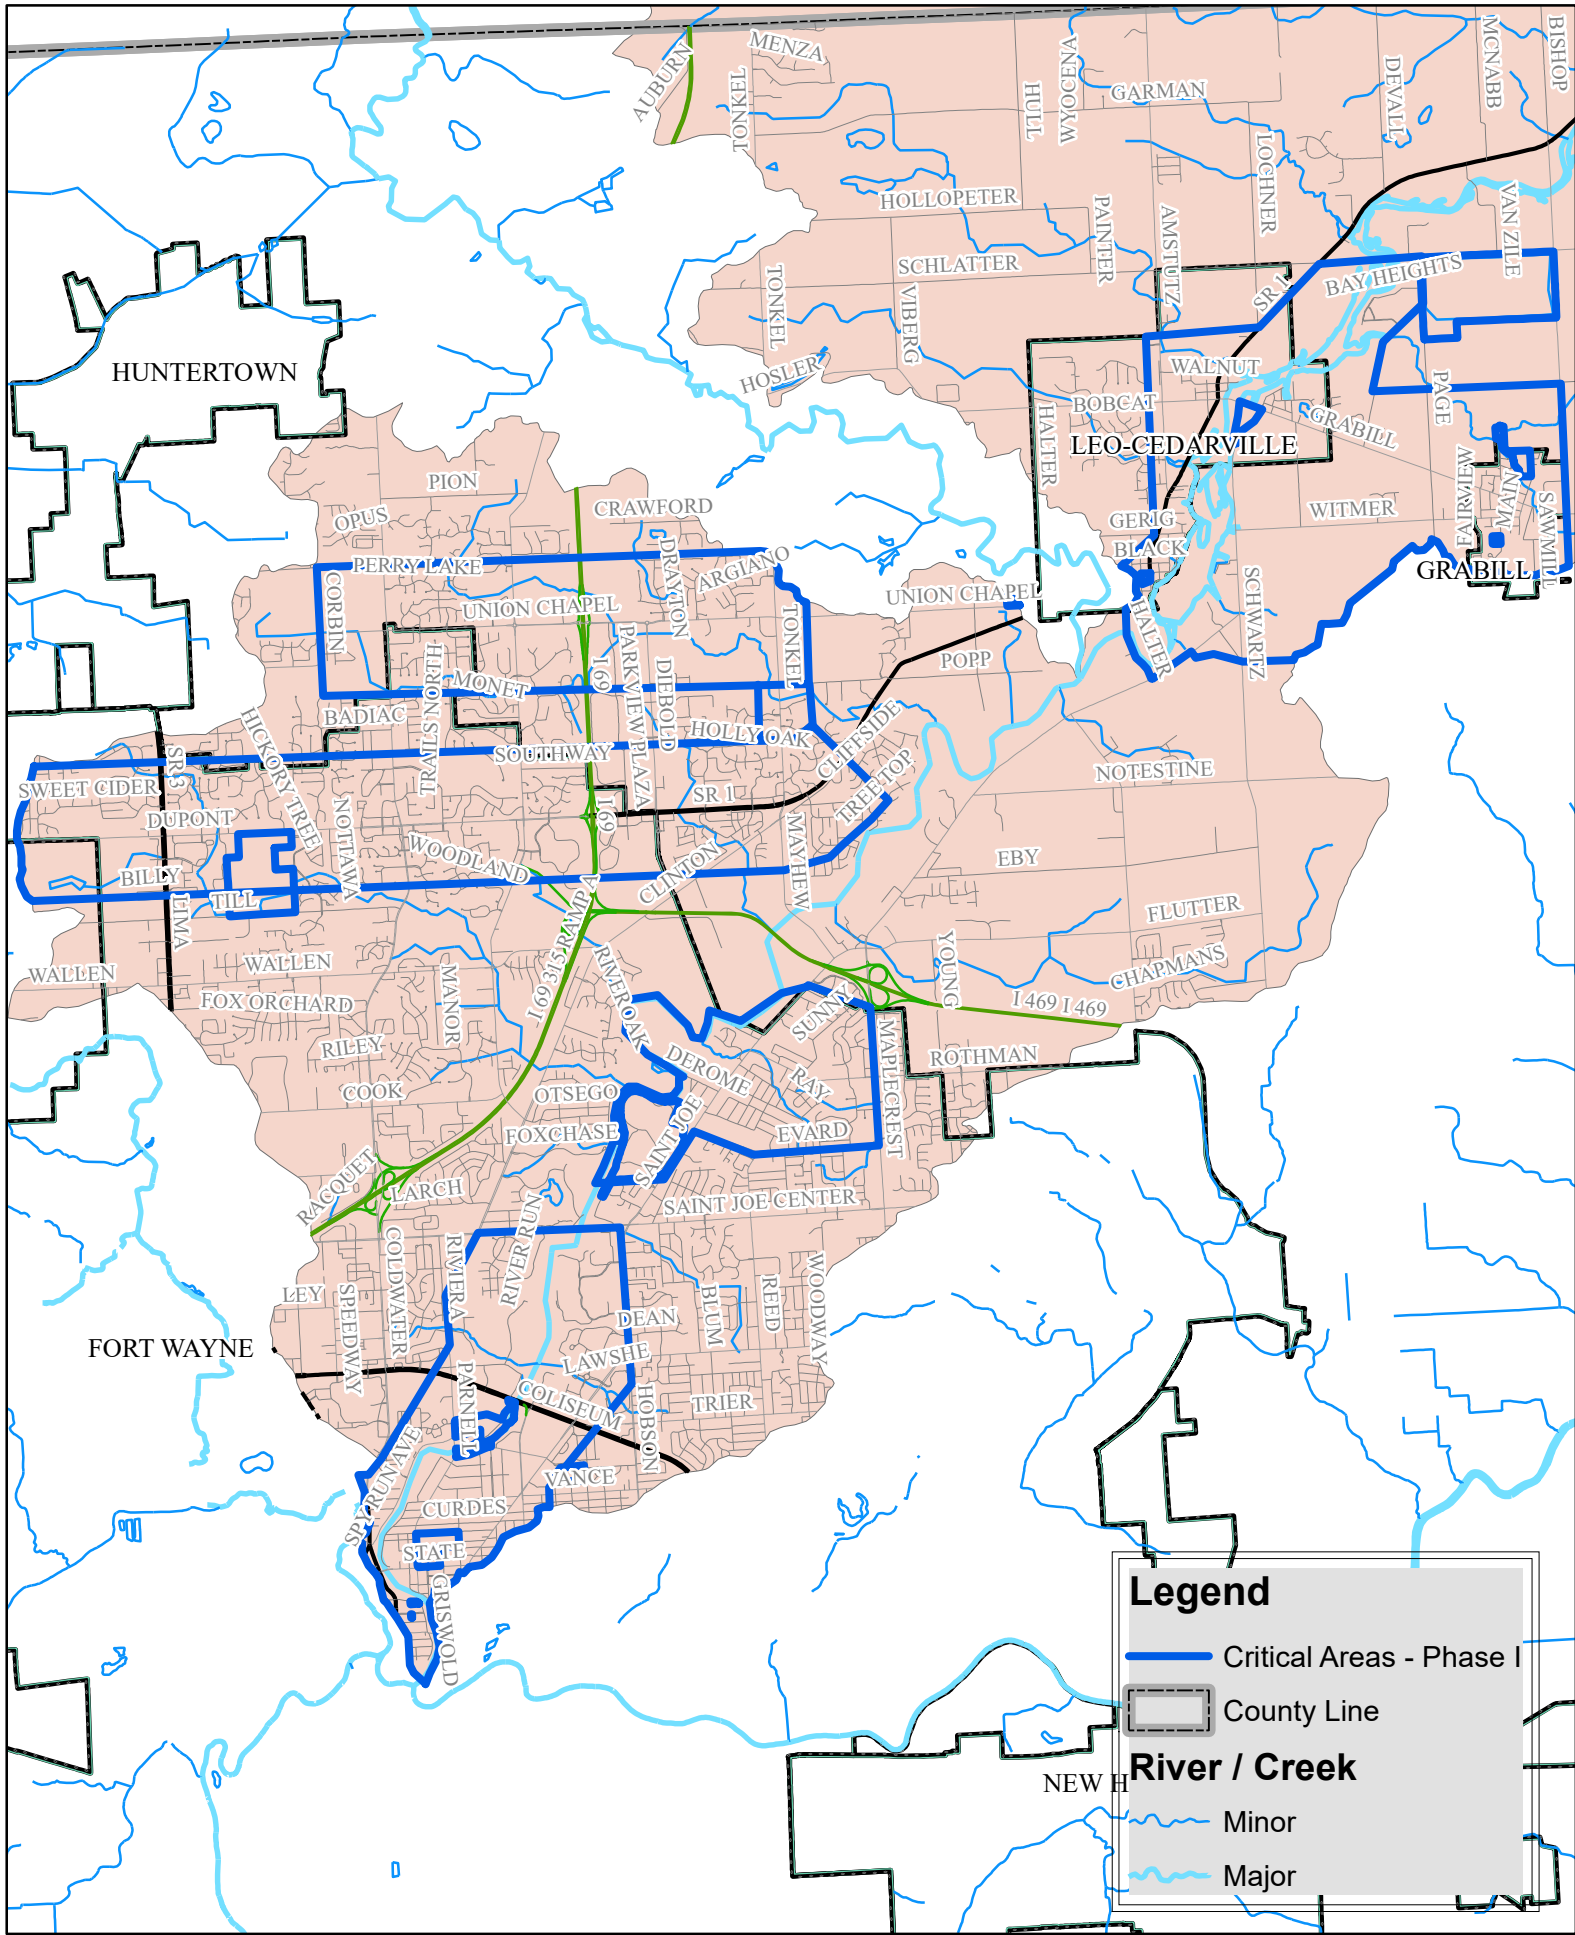 MENZA
AUBURN
TONKEL
HULL
WYOCENA
GARMAN
DEVALL
MCNABB
BISHOP
HOLLOPETER
PAINTER
AMSTUTZ
LOCHNER
VAN ZILE
SCHLATTER
TONKEL
VIBERG
SR 1
BAY HEIGHTS
HUNTERTOWN
HOSLER
WALNUT
BOBCAT
HALTER
GRABILL
PAGE
LEO-CEDARVILLE
PION
OPUS
CRAWFORD
GERIG
WITMER
FAIRVIEW
MAIN
SAWMILL
PERRY LAKE
DRAYTON
ARGIANO
BLACK
GRABILL
CORBIN
UNION CHAPEL
UNION CHAPEL
TONKEL
HALTER
SCHWARTZ
I 69
PARKVIEW PLAZA
DIEBOLD
POPP
TRAILS NORTH
MONET
BADIAC
HICKORY TREE
SOUTHWAY
HOLLY OAK
CLIFFSIDE
SR 3
SWEET CIDER
TREETOP
NOTESTINE
SR 1
I 69
DUPONT
NOTTAWA
WOODLAND
CLINTON
MAYHEW
EBY
BILLY
TILL
LIMA
FLUTTER
I 69 315 RAMP A
WALLEN
WALLEN
MANOR
RIVEROAK
YOUNG
CHAPMANS
FOX ORCHARD
SUNNY
I 469 I 469
RILEY
DEROME
RAY
MAPLECREST
ROTHMAN
COOK
OTSEGO
FOXCHASE
SAINT JOE
EVARD
RACQUET
LARCH
SAINT JOE CENTER
COLDWATER
RIVIERA
RIVER RUN
WOODWAY
LEY
SPEEDWAY
BLUM
REED
DEAN
FORT WAYNE
LAWSHE
PARNELL
COLISEUM
HOBSON
TRIER
SPY RUN AVE
VANCE
CURDES
STATE
GRISWOLD
Legend
Critical Areas - Phase I
County Line
NEW H
River / Creek
Minor
Major